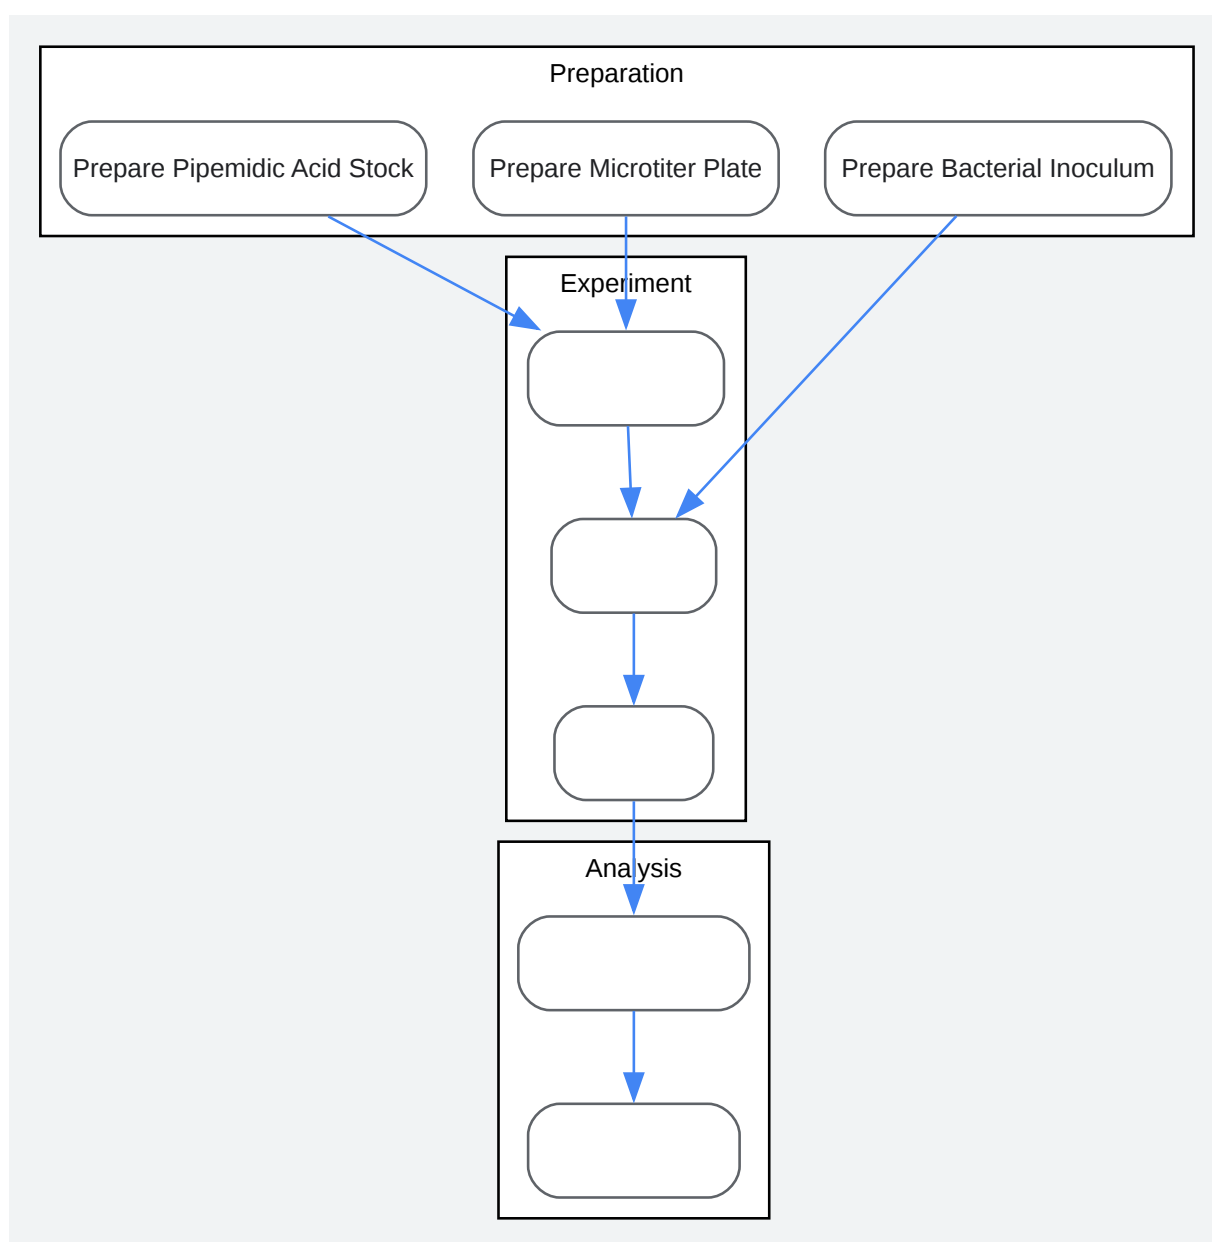 Preparation
Prepare Pipemidic Acid Stock
Prepare Microtiter Plate
Prepare Bacterial Inoculum
Experiment
Analysis